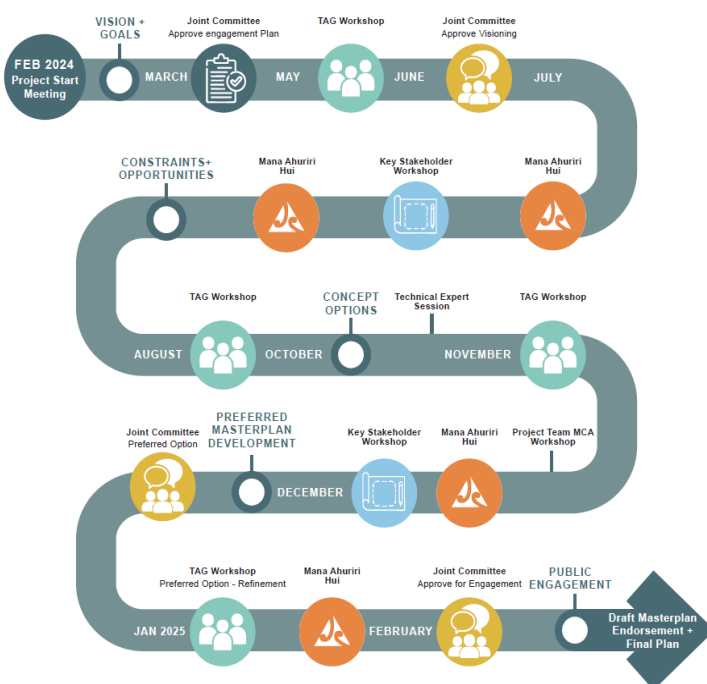 VISION +
GOALS
Joint Committee
Approve engagement Plan
TAG Workshop
Joint Committee
Approve Visioning
FEB 2024
Project Start
Meeting
MARCH
MAY
JUNE
JULY
CONSTRAINTS+
OPPORTUNITIES
Mana Ahuriri
Hui
Key Stakeholder
Workshop
Mana Ahuriri
Hui
TAG Workshop
CONCEPT
OPTIONS
Technical Expert
Session
TAG Workshop
AUGUST
OCTOBER
NOVEMBER
Joint Committee
Preferred Option
PREFERRED
MASTERPLAN
DEVELOPMENT
Key Stakeholder
Workshop
Mana Ahuriri
Hui
Project Team MCA
Workshop
DECEMBER
TAG Workshop
Preferred Option - Refinement
Mana Ahuriri
Hui
Joint Committee
Approve for Engagement
PUBLIC
ENGAGEMENT
JAN 2025
FEBRUARY
Draft Masterplan
Endorsement +
Final Plan